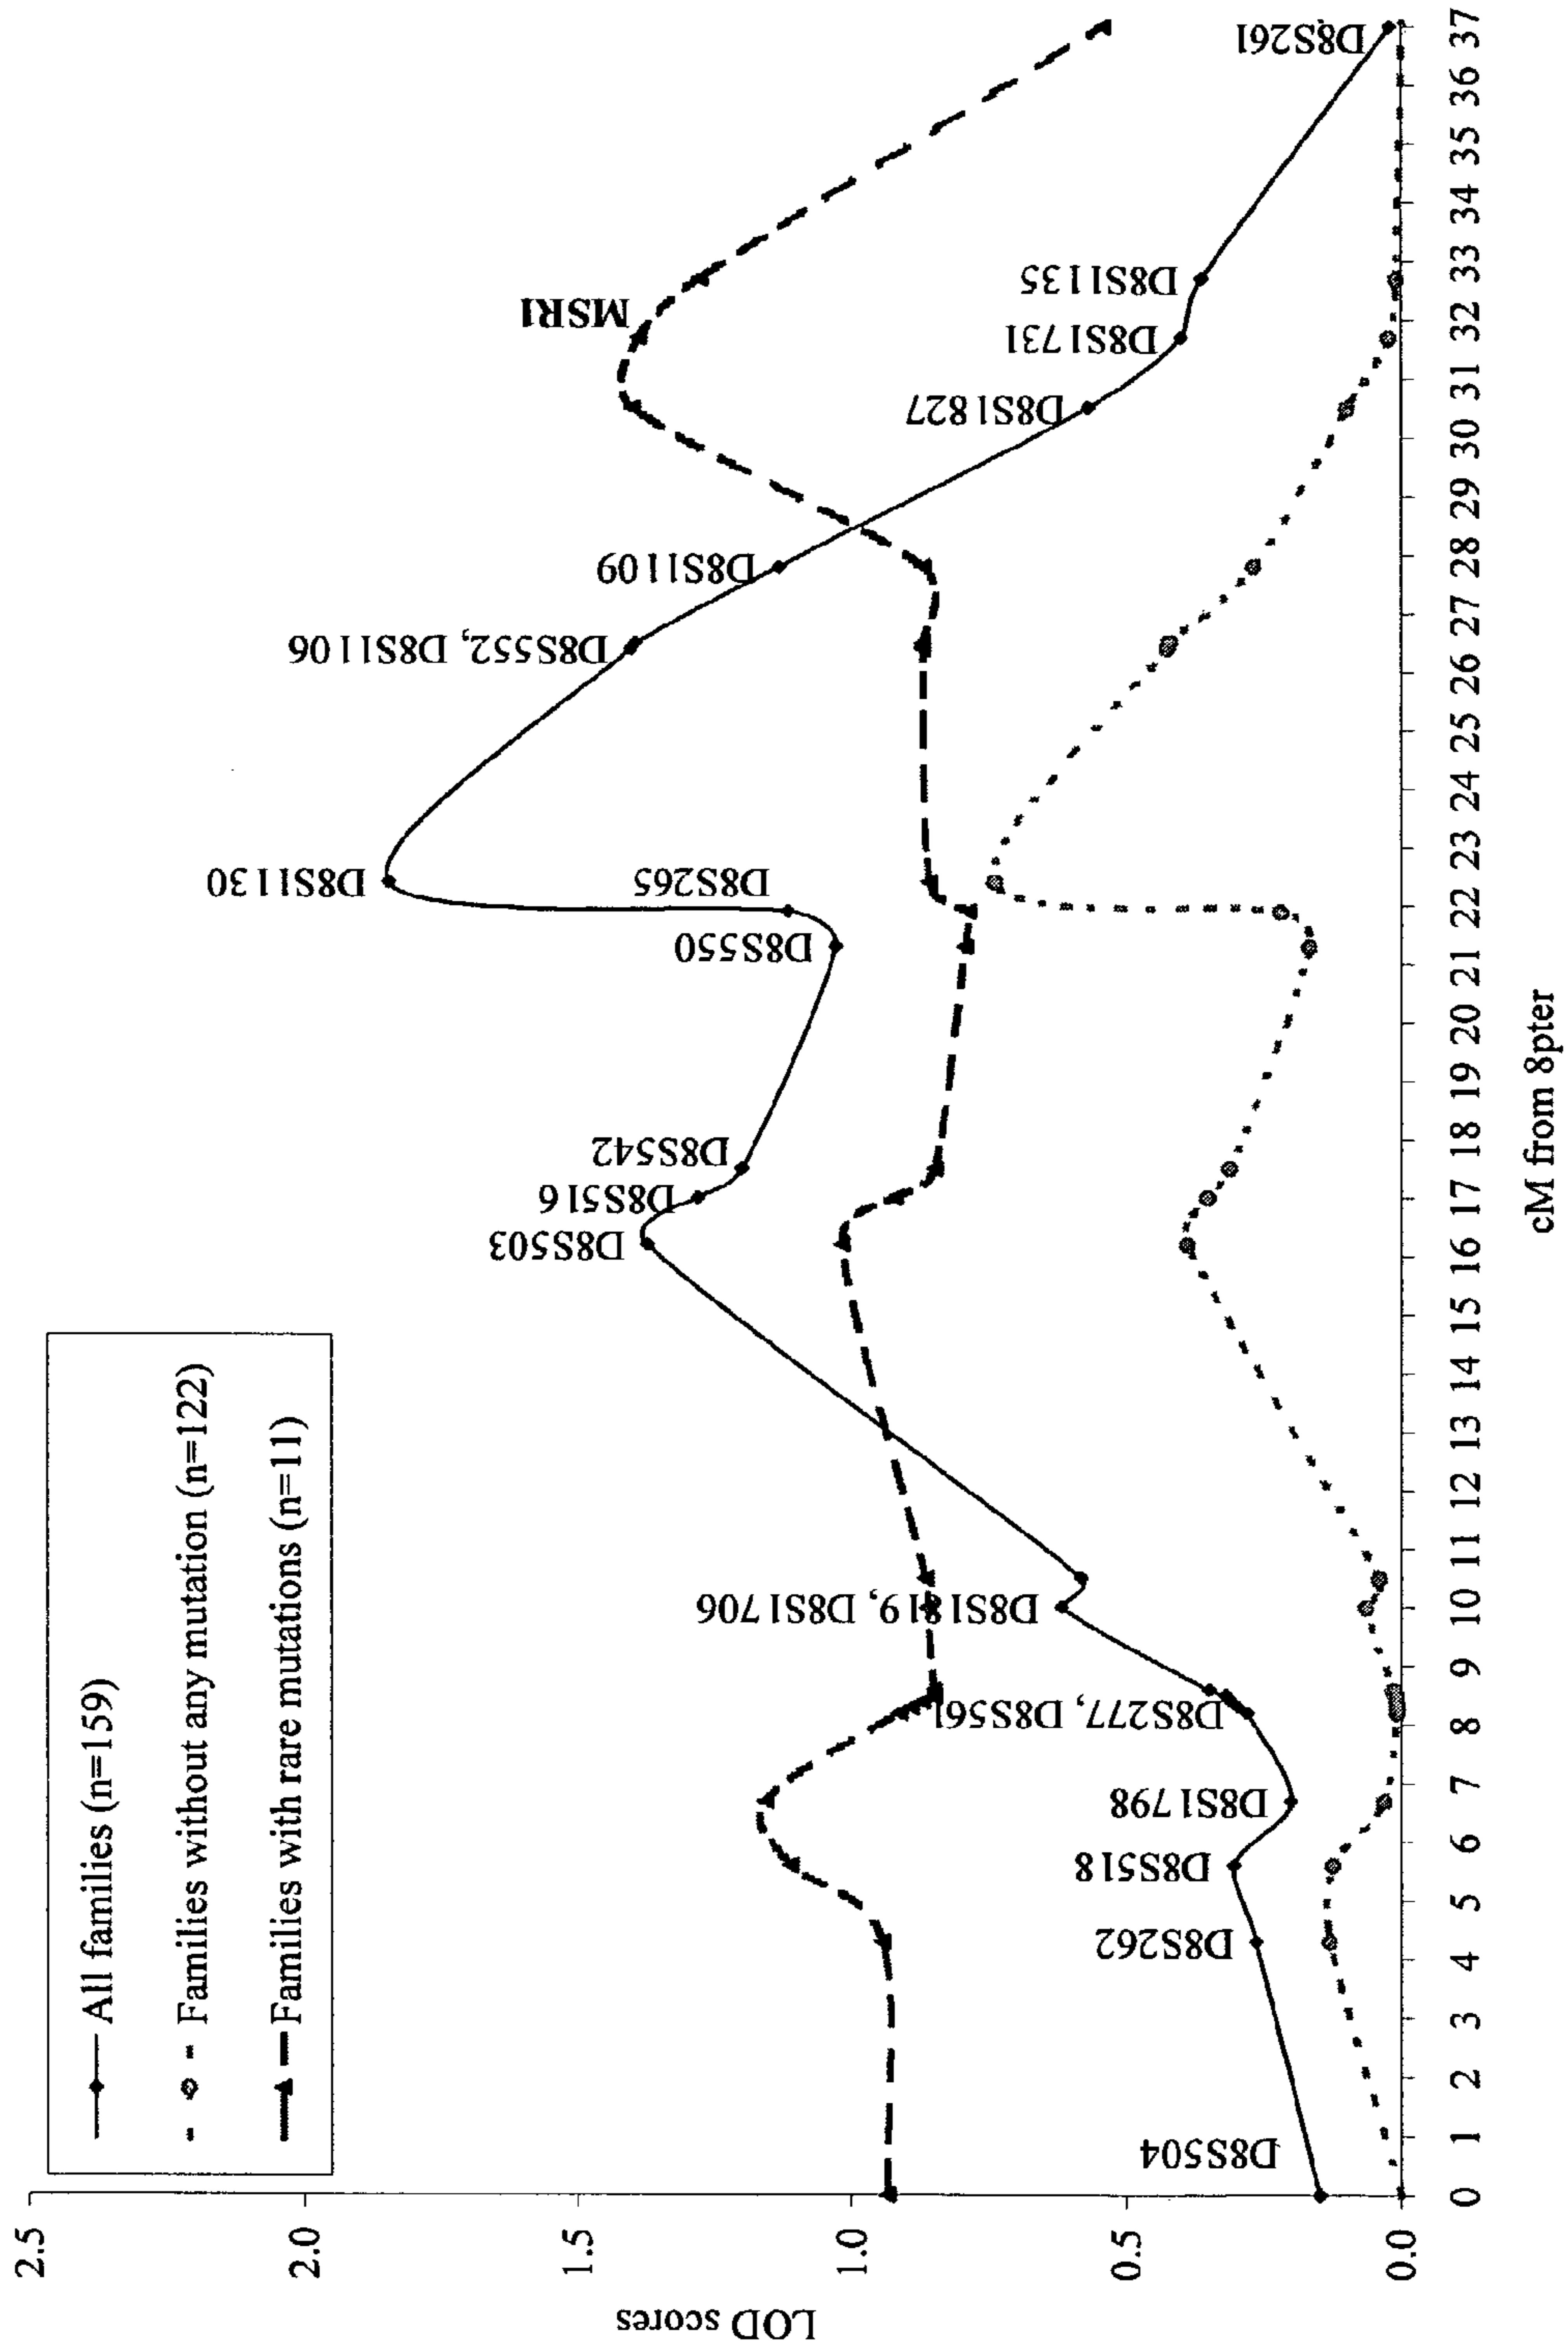 All families (n=159)
Families without any mutation (n=122)
Families with rare mutations (n=11)
LOD scores
2.5
2.0
1.5
1.0
0.5
0.0
D8S504
D8S262
D8S518
D8S1798
D8S277, D8S561
D8S1819, D8S1706
D8S503
D8S516
D8S542
D8S550
D8S265
D8S1130
D8S552, D8S1106
D8S1109
D8S1827
D8S1731
D8S1135
D8S261
MSR1
0 1 2 3 4 5 6 7 8 9 10 11 12 13 14 15 16 17 18 19 20 21 22 23 24 25 26 27 28 29 30 31 32 33 34 35 36 37
cM from 8pter